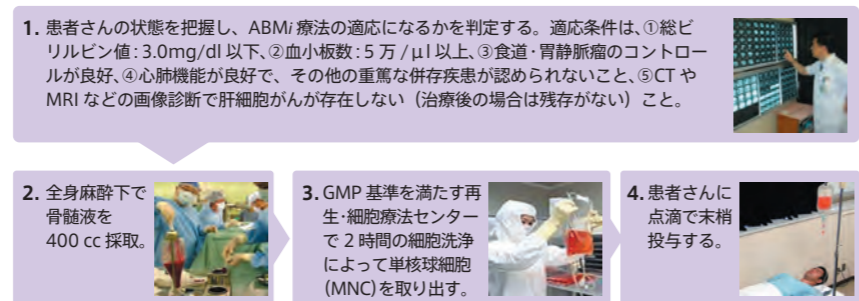 1. 患者さんの状態を把握し、ABMi 療法の適応になるかを判定する。適応条件は、①総ビ
リルビン値：3.0mg/dl 以下、②血小板数：5 万 / μl 以上、③食道・胃静脈瘤のコントロー
ルが良好、④心肺機能が良好で、その他の重篤な併存疾患が認められないこと、⑤CT や
MRI などの画像診断で肝細胞がんが存在しない（治療後の場合は残存がない）こと。
2. 全身麻酔下で
骨髄液を
400 cc 採取。
3. GMP 基準を満たす再
生・細胞療法センター
で 2 時間の細胞洗浄
によって単核球細胞
（MNC）を取り出す。
4. 患者さんに
点滴で末梢
投与する。